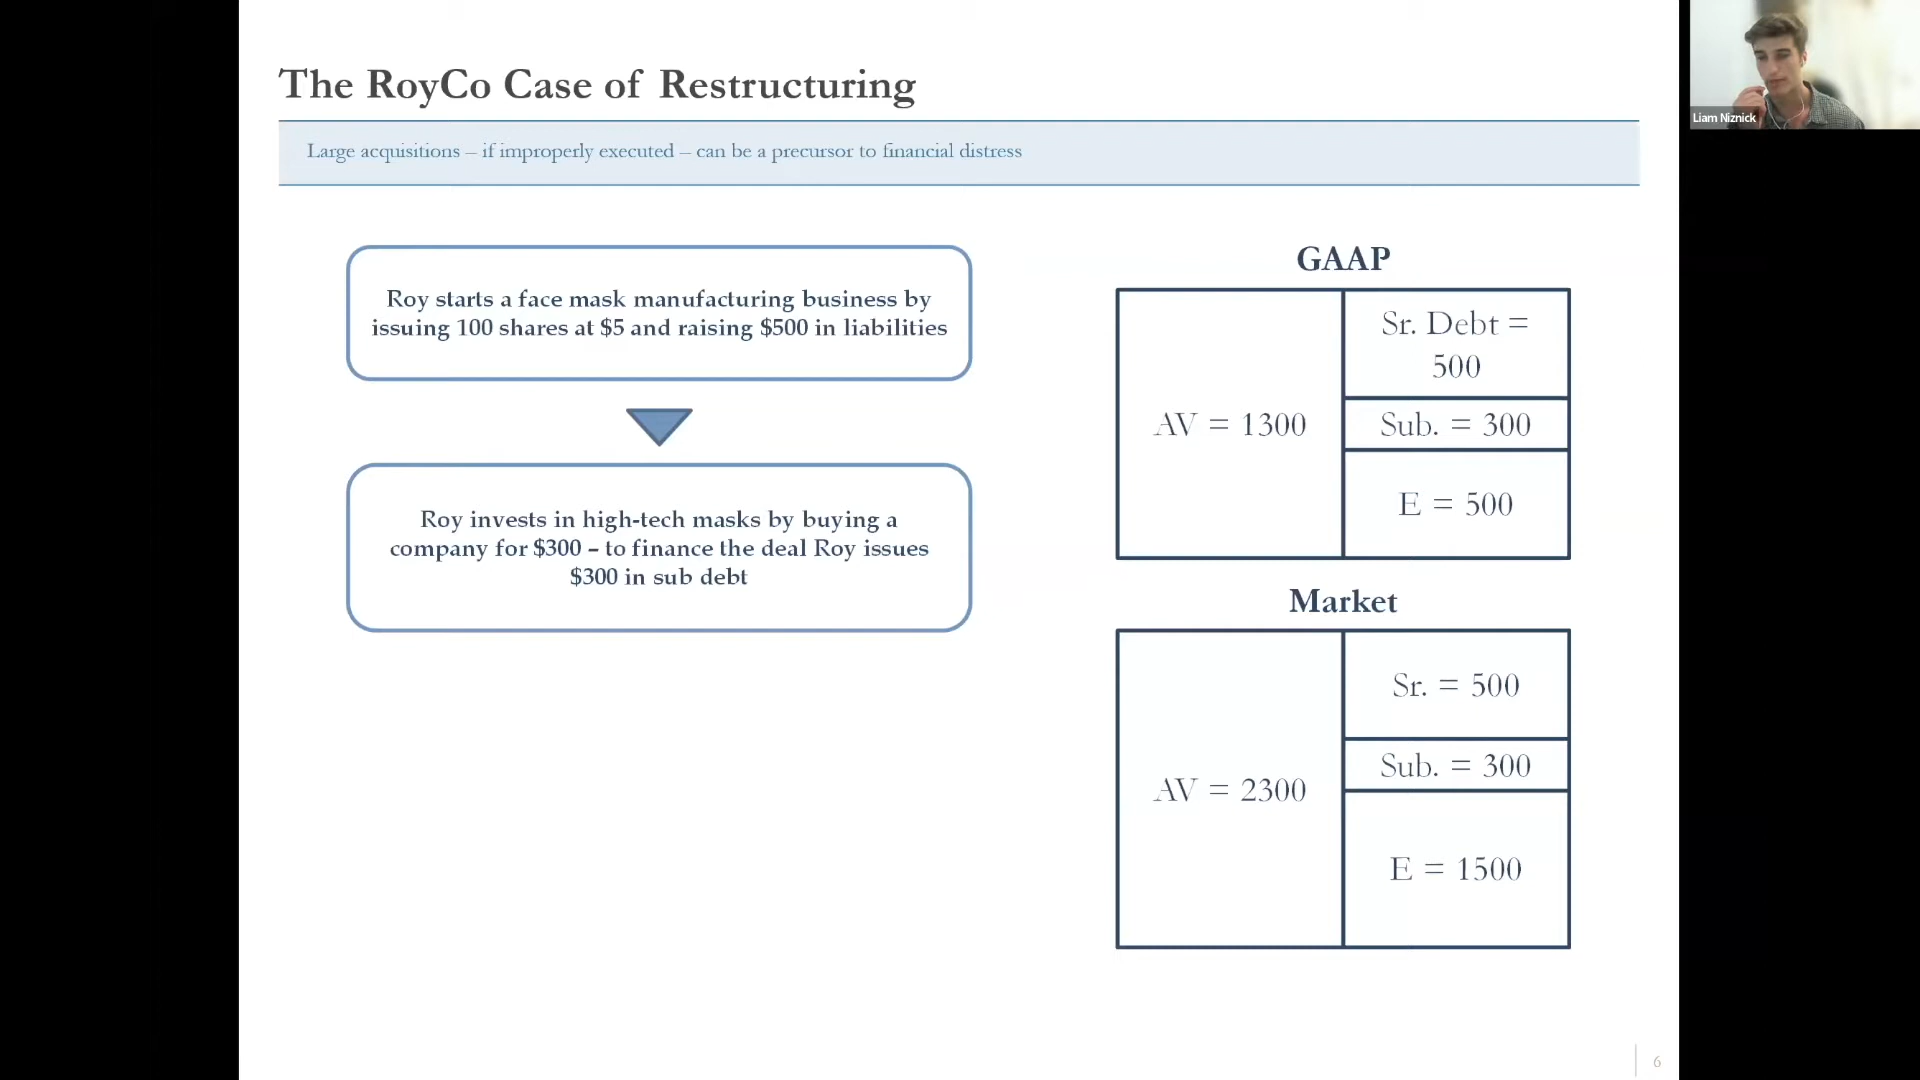 The RoyCo Case of Restructuring
Large acquisitions – if improperly executed – can be a precursor to financial distress
Roy starts a face mask manufacturing business by
issuing 100 shares at $5 and raising $500 in liabilities
Roy invests in high-tech masks by buying a
company for $300 – to finance the deal Roy issues
$300 in sub debt
GAAP
AV = 1300
Sr. Debt =
500
Sub. = 300
E = 500
Market
AV = 2300
Sr. = 500
Sub. = 300
E = 1500
6
Liam Niznick